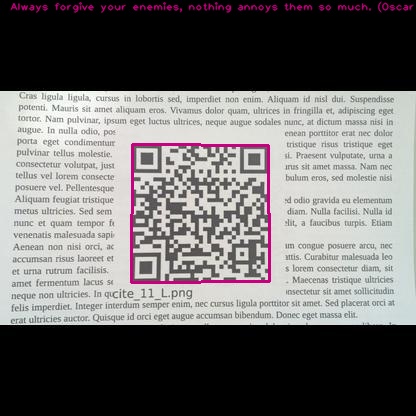 Always forgive your enemies, nothing annoys them so much. (Oscar
Cras ligula ligula, cursus in lobortis sed, imperdiet non enim. Aliquam id nisl dui. Suspendisse
potenti. Mauris sit amet aliquam eros. Vivamus dolor quam, ultrices in fringilla et, adipiscing eget
tortor. Nam pulvinar, ipsum eget luctus ultrices, neque augue sodales nunc, at dictum massa nisi in
augue. In nulla odio, enean porttitor erat nec dolor
porta eget condimentum tristique risus tristique eget
pulvinar tellus molestie. si. Praesent vulputate, urna a
consectetur volutpat, just urus sit amet massa. Nam nec
tellus vel lorem consecte bibulum eros, sed molestie nisi
posuere vel. Pellentesque
Aliquam feugiat tristique ed odio gravida eu elementum
metus ultricies. Sed sem diam. Nulla facilisi. Nulla id
nunc et quam tempor elit, a faucibus turpis. Etiam
venenatis malesuada sapi
Aenean non nisi orci, ac um congue posuere arcu, nec
accumsan risus laoreet et attis. Curabitur malesuada leo
et urna rutrum facilisis. s lorem consectetur diam, sit
amet fermentum lacus se . Maecenas tristique ultricies
neque non ultricies. In qu onsectetur sit amet sollicitudin
cite_11_L.png
felis imperdiet. Integer interdum semper enim, nec cursus ligula porttitor sit amet. Sed placerat orci at
erat ultricies auctor. Quisque id orci eget augue accumsan bibendum. Donec eget massa elit.